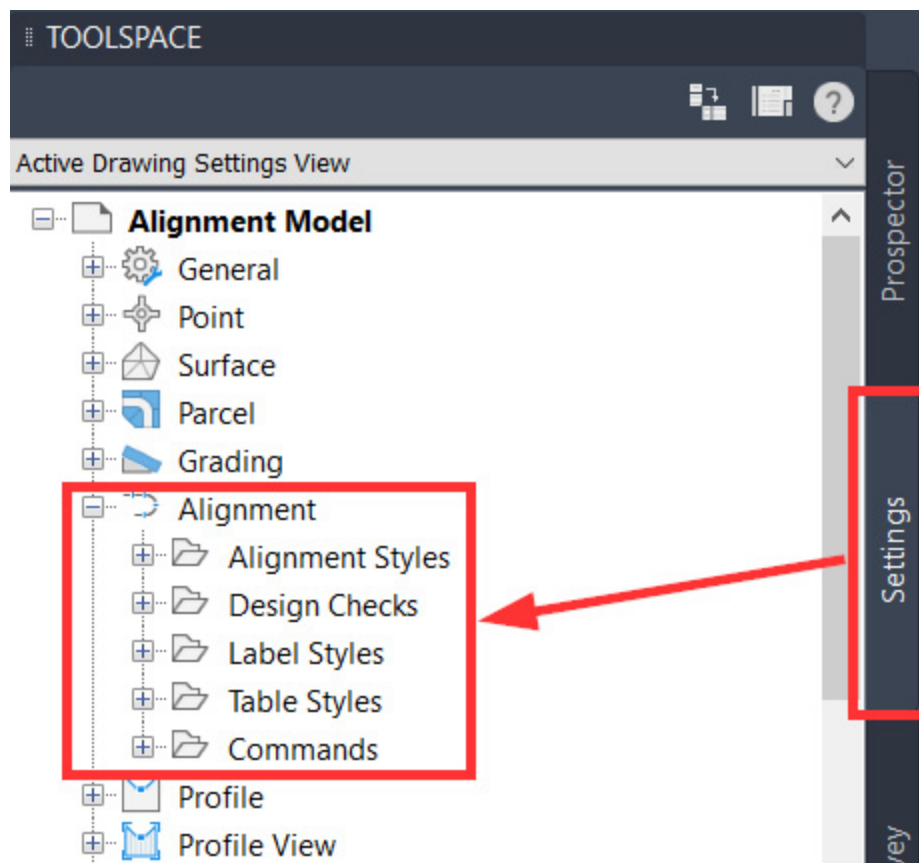 TOOLSPACE
?
Active Drawing Settings View
Alignment Model
General
Point
Surface
Parcel
Grading
Alignment
Alignment Styles
Design Checks
Label Styles
Table Styles
Commands
Profile
Profile View
Prospector
Settings